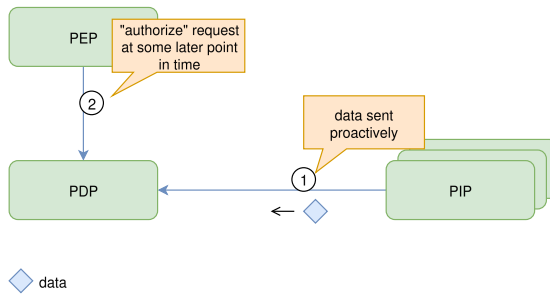 PEP
"authorize" request
at some later point
in time
2
data sent
proactively
1
PDP
PIP
data